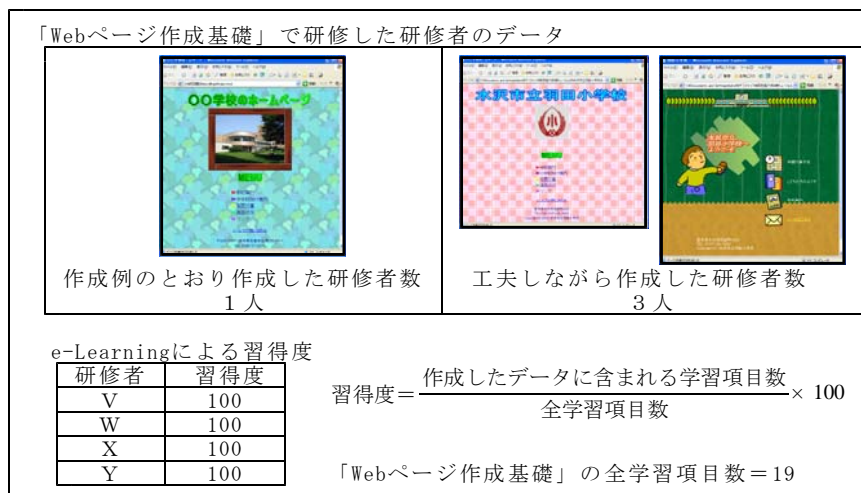 「Webページ作成基礎」で研修した研修者のデータ
○○学校のホームページ
MENU
水沢市立羽田小学校
小
MENU
作成例のとおり作成した研修者数
1人
工夫しながら作成した研修者数
3人
e-Learningによる習得度
研修者 習得度
V 100
W 100
X 100
Y 100
習得度＝作成したデータに含まれる学習項目数/全学習項目数× 100
「Webページ作成基礎」の全学習項目数＝19